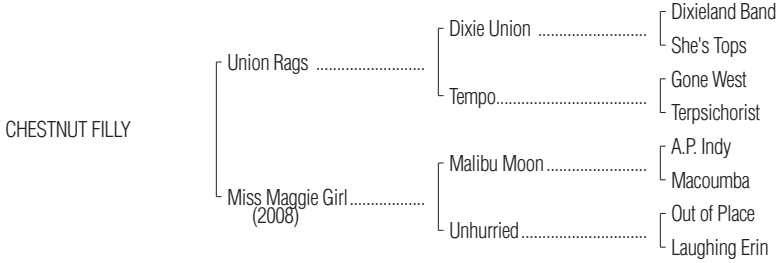 Dixieland Band
Dixie Union ..........................
She's Tops
Union Rags ..........................
Gone West
Tempo....................................
Terpsichorist
CHESTNUT FILLY
A.P. Indy
Malibu Moon ........................
Macoumba
Miss Maggie Girl..................
(2008)
Out of Place
Unhurried..............................
Laughing Erin